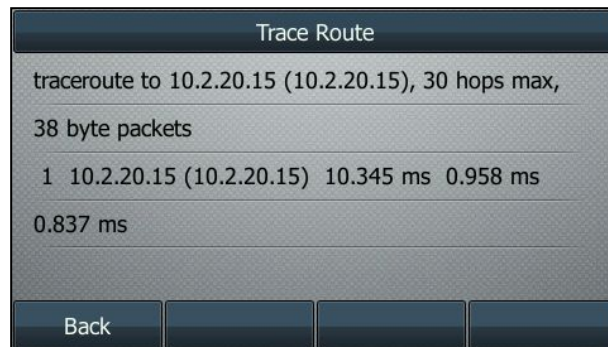 Trace Route
traceroute to 10.2.20.15 (10.2.20.15), 30 hops max,
38 byte packets
1 10.2.20.15 (10.2.20.15) 10.345 ms 0.958 ms
0.837 ms
Back